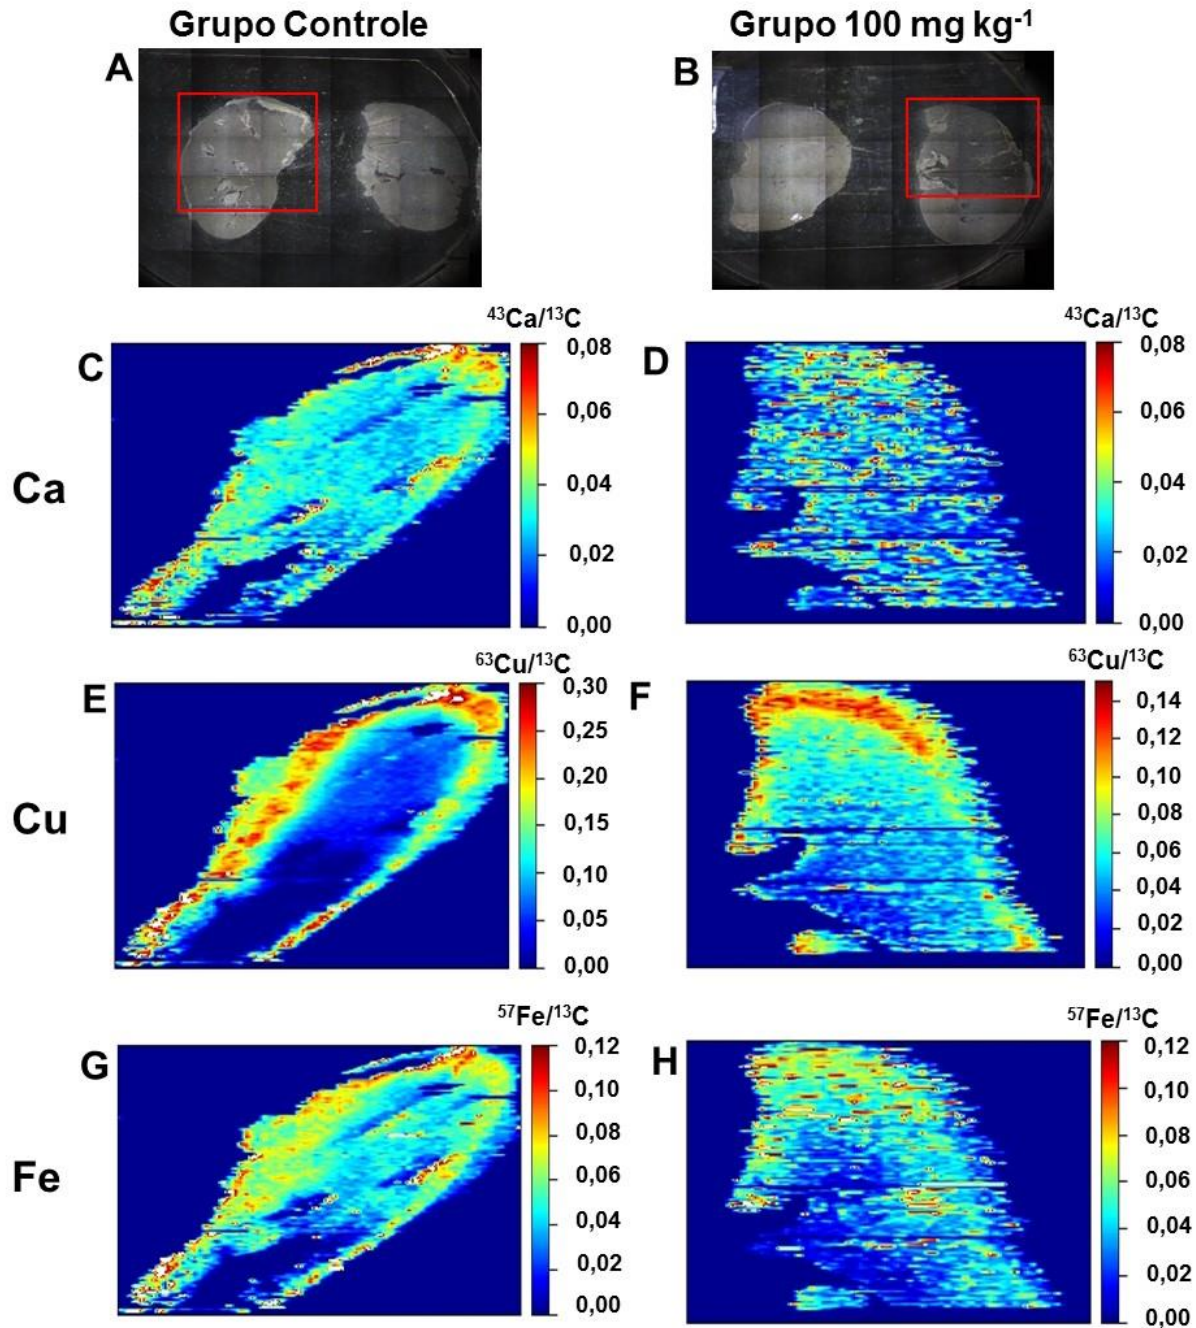 Grupo Controle
Grupo 100 mg kg⁻¹
A
B
⁴³Ca/¹³C
⁴³Ca/¹³C
C
0,08
0,06
0,04
0,02
0,00
D
0,08
0,06
0,04
0,02
0,00
Ca
⁶³Cu/¹³C
⁶³Cu/¹³C
E
0,30
0,25
0,20
0,15
0,10
0,05
0,00
F
0,14
0,12
0,10
0,08
0,06
0,04
0,02
0,00
Cu
⁵⁷Fe/¹³C
⁵⁷Fe/¹³C
G
0,12
0,10
0,08
0,06
0,04
0,02
0,00
H
0,12
0,10
0,08
0,06
0,04
0,02
0,00
Fe